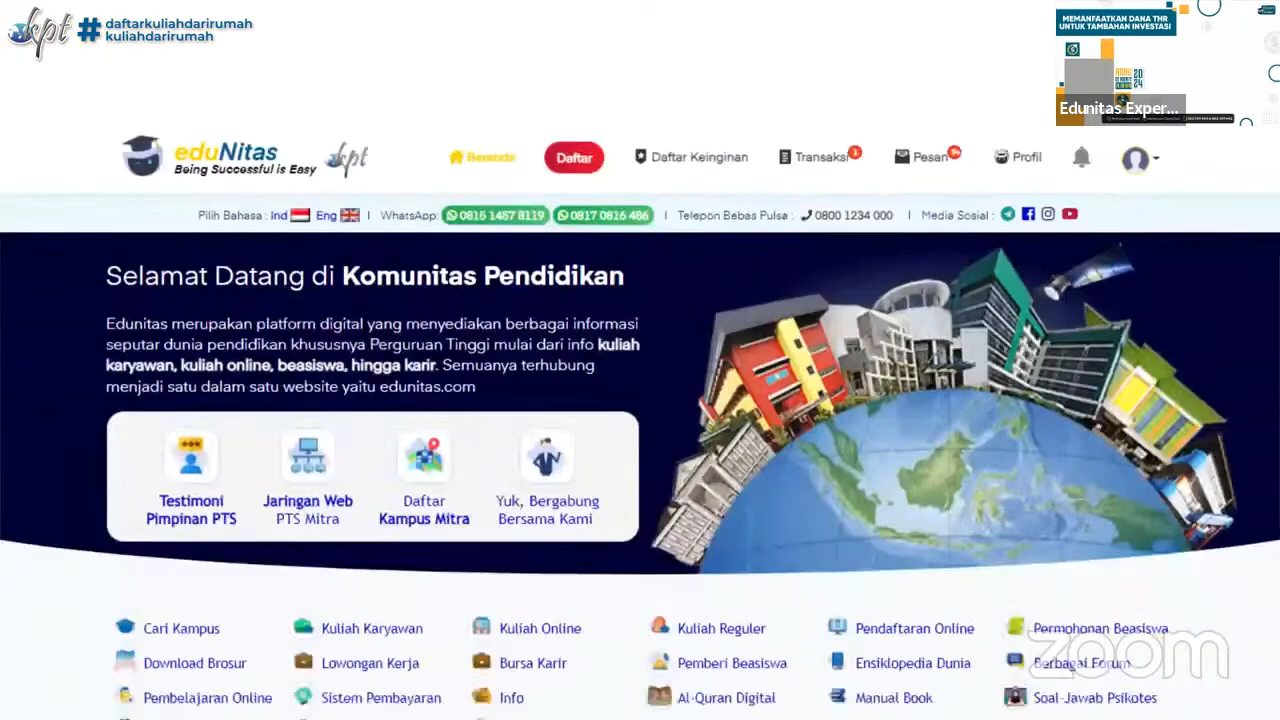 kpt # daftarkuliahdarirumah
kuliahdarirumah
MEMANFAATKAN DANA THR
UNTUK TAMBAHAN INVESTASI
2024
Edunitas Exper...
eduNitas
Being Successful is Easy
kpt
Beranda
Daftar
Daftar Keinginan
Transaksi
Pesan
Profil
Pilih Bahasa : Ind Eng | WhatsApp: 0815 1457 8119 0817 0816 486 | Telepon Bebas Pulsa : 0800 1234 000 | Media Sosial :
Selamat Datang di Komunitas Pendidikan
Edunitas merupakan platform digital yang menyediakan berbagai informasi
seputar dunia pendidikan khususnya Perguruan Tinggi mulai dari info kuliah
karyawan, kuliah online, beasiswa, hingga karir. Semuanya terhubung
menjadi satu dalam satu website yaitu edunitas.com
Testimoni
Pimpinan PTS
Jaringan Web
PTS Mitra
Daftar
Kampus Mitra
Yuk, Bergabung
Bersama Kami
Cari Kampus
Kuliah Karyawan
Kuliah Online
Kuliah Reguler
Pendaftaran Online
Permohonan Beasiswa
Download Brosur
Lowongan Kerja
Bursa Karir
Pemberi Beasiswa
Ensiklopedia Dunia
Berbagai Forum
Pembelajaran Online
Sistem Pembayaran
Info
Al-Quran Digital
Manual Book
Soal-Jawab Psikotes
zoom